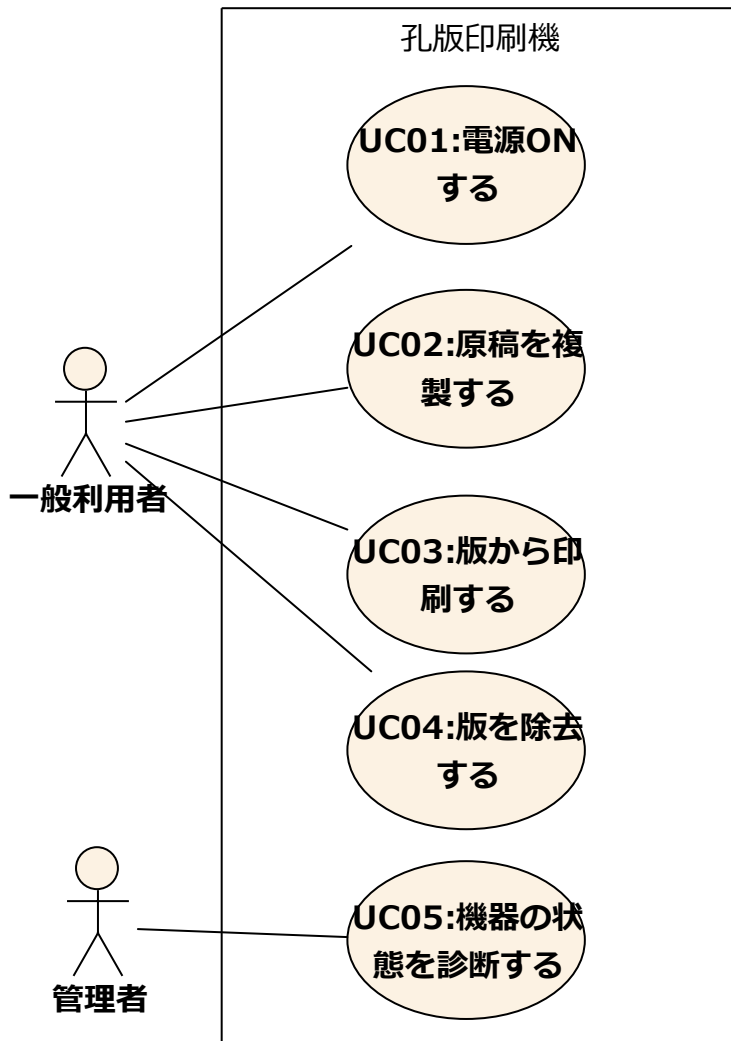 孔版印刷機
UC01:電源ON
する
UC02:原稿を複
製する
一般利用者
UC03:版から印
刷する
UC04:版を除去
する
UC05:機器の状
態を診断する
管理者